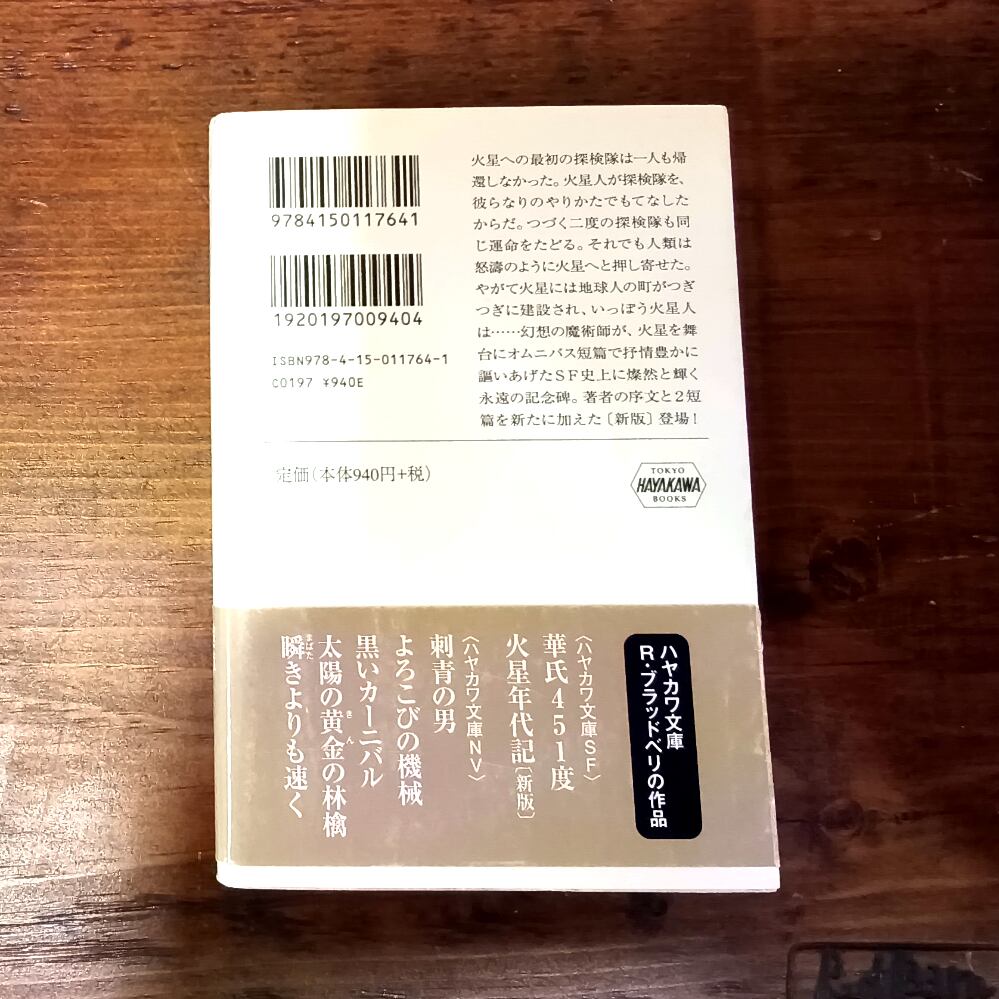 9784150117641
1920197009404
ISBN978-4-15-011764-1
C0197 ¥940E
火星への最初の探検隊は一人も帰
還しなかった。火星人が探検隊を、
彼らなりのやりかたでもてなした
からだ。つづく二度の探検隊も同
じ運命をたどる。それでも人類は
怒濤のように火星へと押し寄せた。
やがて火星には地球人の町がつぎ
つぎに建設され、いっぽう火星人
は……幻想の魔術師が、火星を舞
台にオムニバス短篇で抒情豊かに
謳いあげたSF史上に燦然と輝く
永遠の記念碑。著者の序文と2短
篇を新たに加えた〔新版〕登場!
定価(本体940円+税)
TOKYO
HAYAKAWA
BOOKS
ハヤカワ文庫
R・ブラッドベリの作品
〈ハヤカワ文庫SF〉
華氏451度
火星年代記〔新版〕
〈ハヤカワ文庫NV〉
刺青の男
よろこびの機械
黒いカーニバル
太陽の黄金の林檎
きん
瞬きよりも速く
まばた